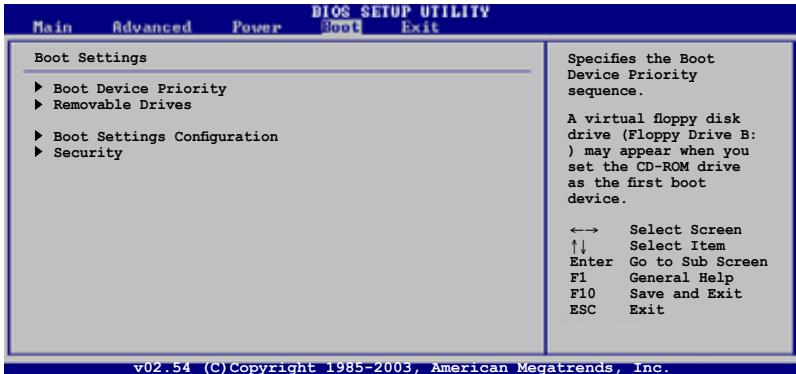 BIOS SETUP UTILITY
Main Advanced Power Boot Exit
Boot Settings
Boot Device Priority
Removable Drives
Boot Settings Configuration
Security
Specifies the Boot
Device Priority
sequence.
A virtual floppy disk
drive (Floppy Drive B:
) may appear when you
set the CD-ROM drive
as the first boot
device.
←→ Select Screen
↑↓ Select Item
Enter Go to Sub Screen
F1 General Help
F10 Save and Exit
ESC Exit
v02.54 (C)Copyright 1985-2003, American Megatrends, Inc.